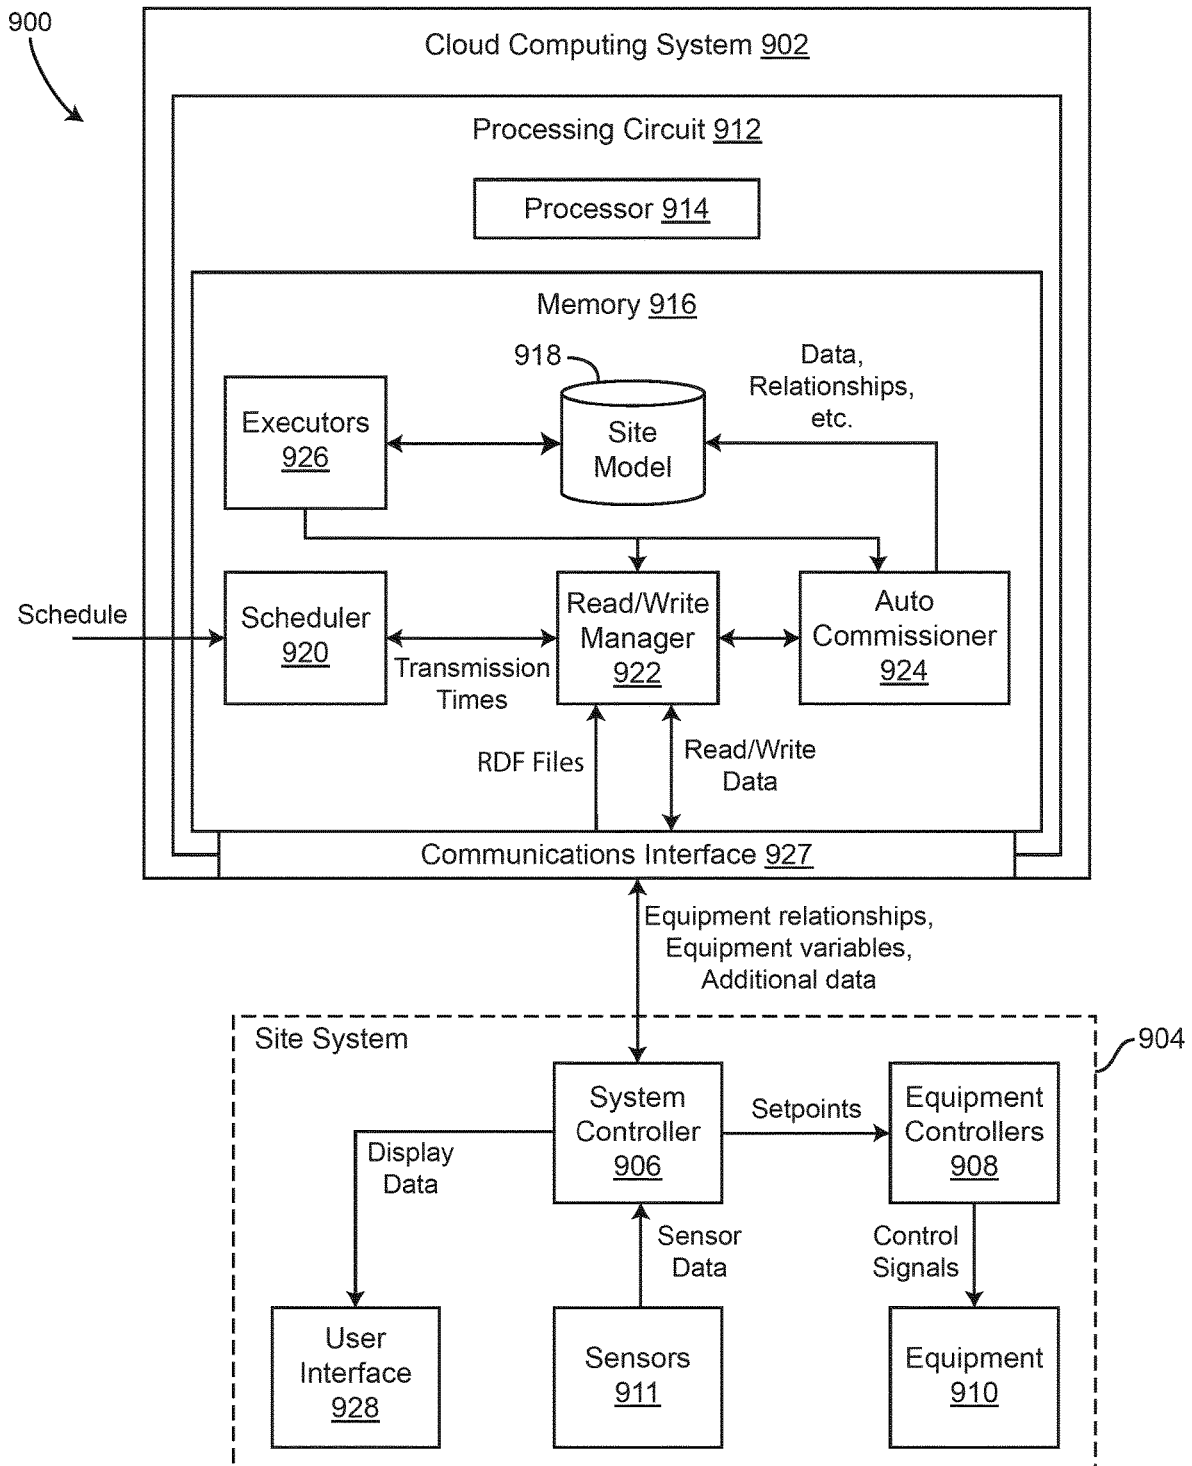 900
Cloud Computing System 902
Processing Circuit 912
Processor 914
Memory 916
918
Data,
Relationships,
etc.
Executors
926
Site
Model
Schedule
Scheduler
920
Transmission
Times
Read/Write
Manager
922
Auto
Commissioner
924
RDF Files
Read/Write
Data
Communications Interface 927
Equipment relationships,
Equipment variables,
Additional data
Site System
904
System
Controller
906
Setpoints
Equipment
Controllers
908
Display
Data
Sensor
Data
Control
Signals
User
Interface
928
Sensors
911
Equipment
910